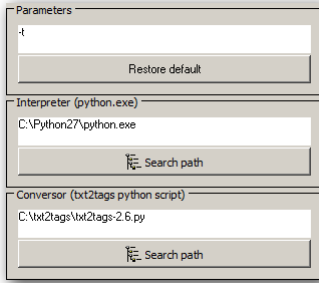 Parameters
-t
Restore default
Interpreter (python.exe)
C:\Python27\python.exe
Search path
Conversor (txt2tags python script)
C:\txt2tags\txt2tags-2.6.py
Search path